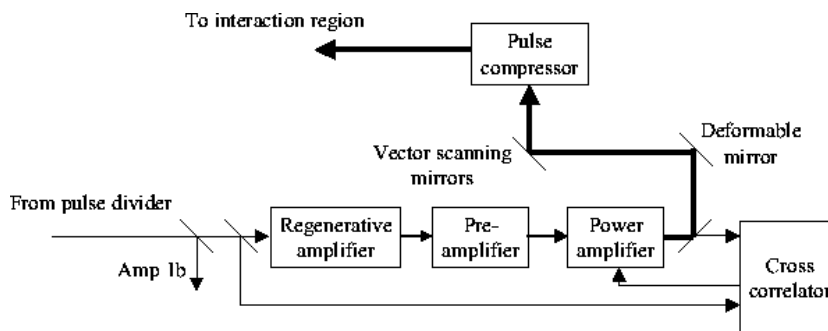 To interaction region
Pulse
compressor
Deformable
mirror
Vector scanning
mirrors
From pulse divider
Regenerative
amplifier
Pre-
amplifier
Power
amplifier
Amp 1b
Cross
correlator